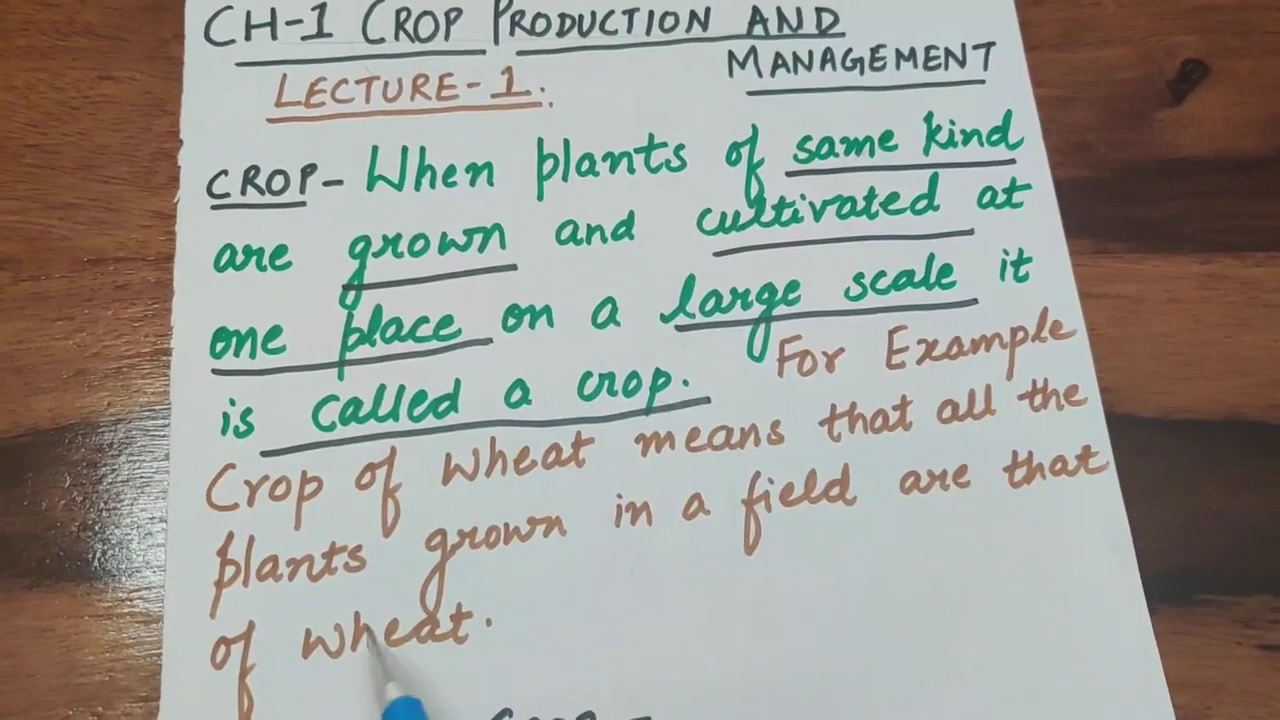 CH-1 CROP PRODUCTION AND
MANAGEMENT
LECTURE-1.
CROP- When plants of same kind
are grown and cultivated at
one place on a large scale it
is called a crop. For Example
Crop of wheat means that all the
plants grown in a field are that
of wheat.